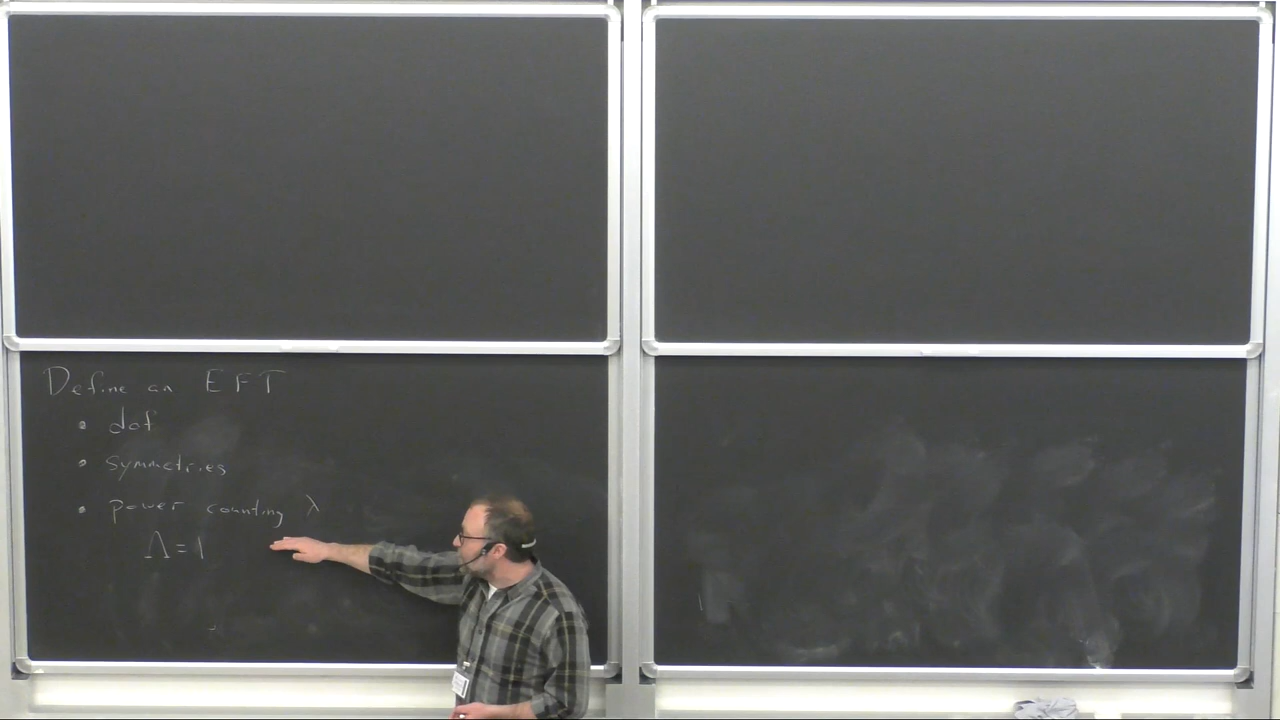 Define an EFT
• dof
• symmetries
• power counting λ
Λ=1